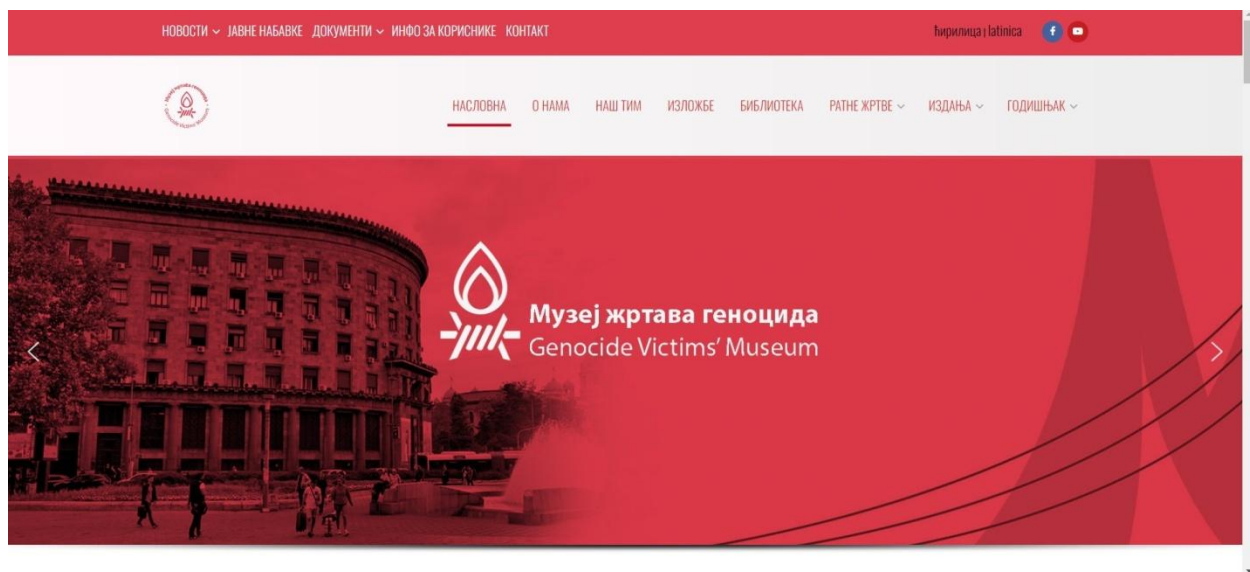 НОВОСТИ ЈАВНЕ НАБАВКЕ ДОКУМЕНТИ ИНФО ЗА КОРИСНИКЕ КОНТАКТ ћирилица | latinica
НАСЛОВНА О НАМА НАШ ТИМ ИЗЛОЖБЕ БИБЛИОТЕКА РАТНЕ ЖРТВЕ ИЗДАЊА ГОДИШЊАК
Музеј жртава геноцида
Genocide Victims’ Museum